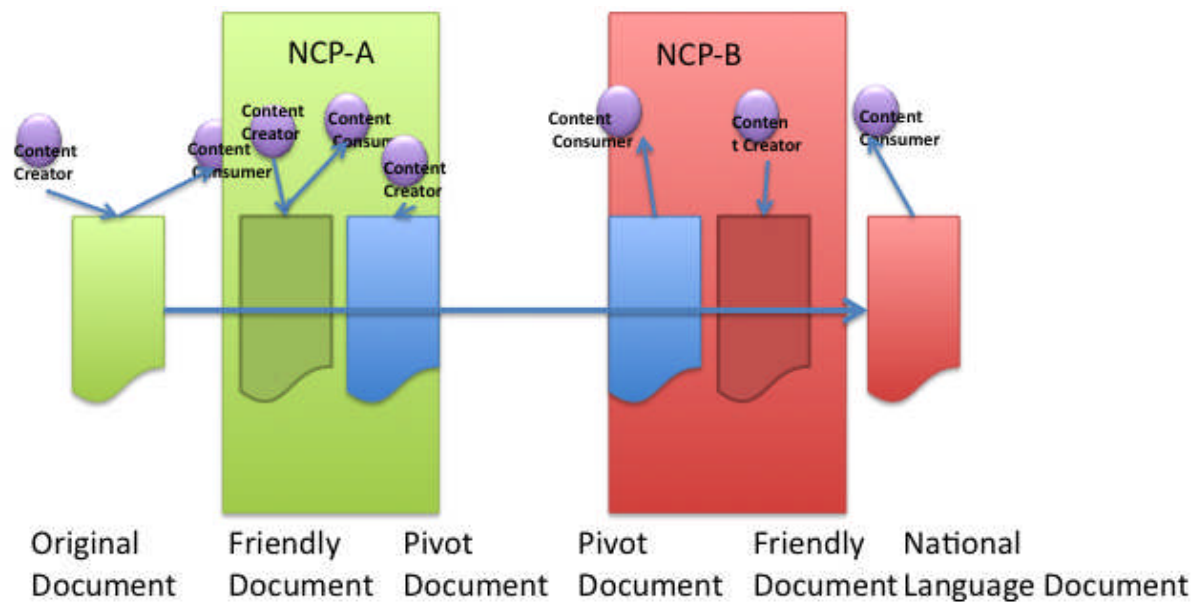 NCP-A
NCP-B
Content
Creator
Content
Consumer
Content
Creator
Content
Consum
Content
Creator
Content
Consumer
Conten
t Creator
Content
Consumer
Original
Document
Friendly
Document
Pivot
Document
Pivot
Document
Friendly
Document
National
Language Document